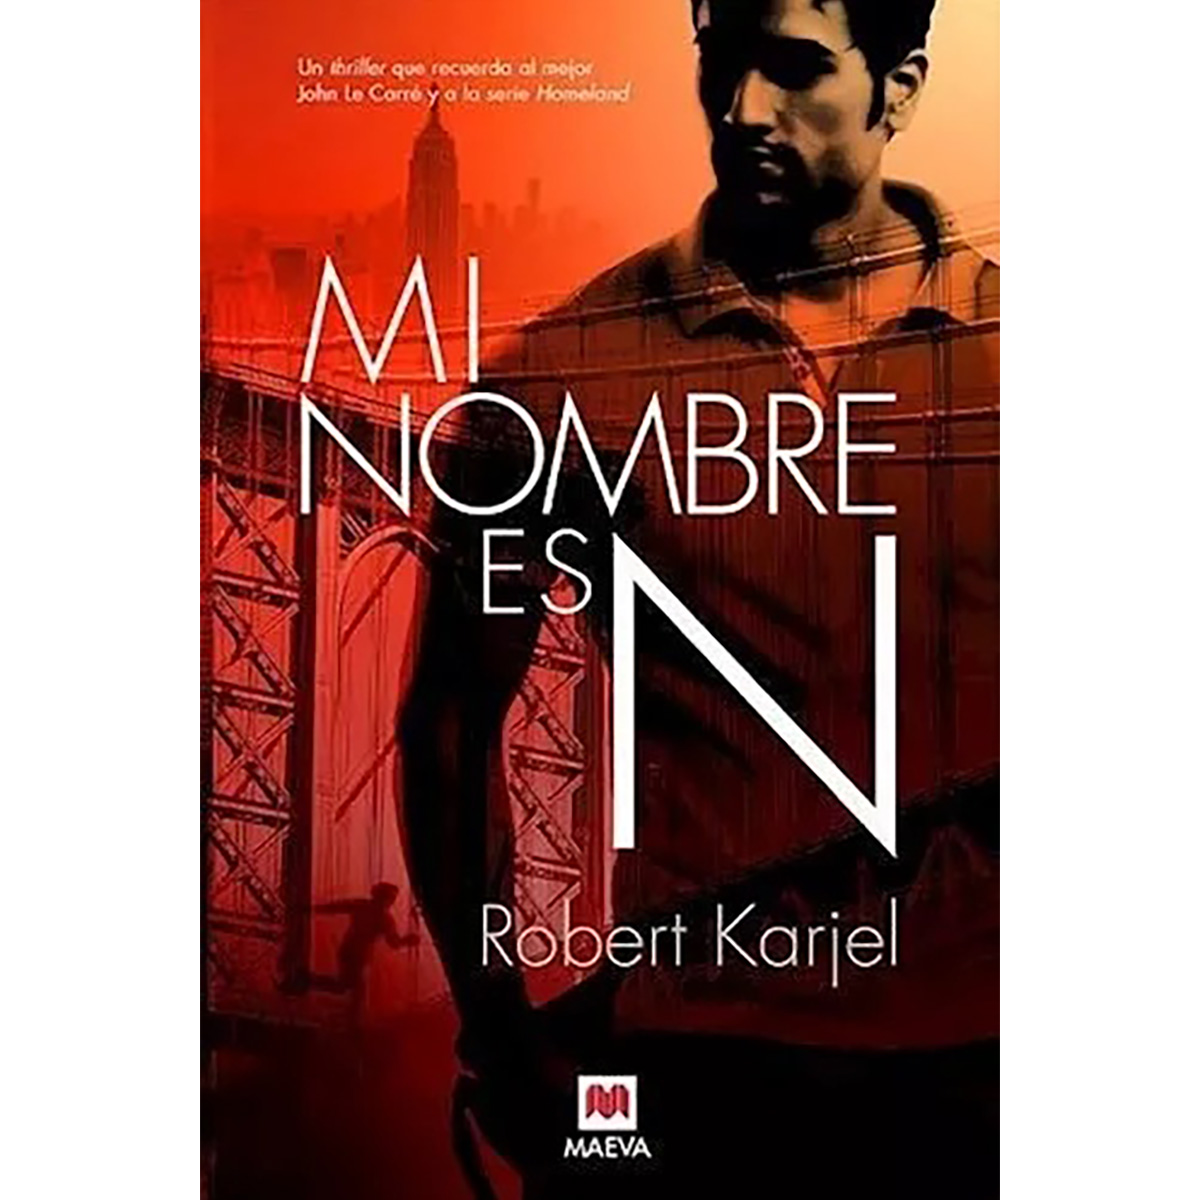 Un thriller que recuerda al mejor
John Le Carré y a la serie Homeland
MI
NOMBRE
ES N
Robert Karjel
MAEVA